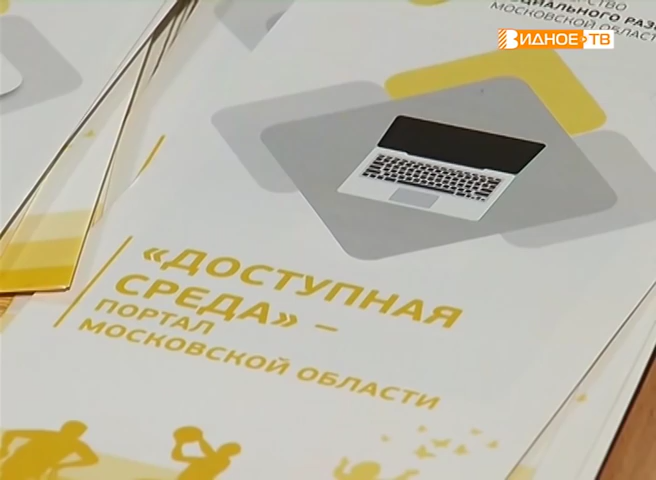 МОСКОВСКОЙ ОБЛАСТИ
ВИДНОЕ ТВ
«ДОСТУПНАЯ
СРЕДА» –
ПОРТАЛ
МОСКОВСКОЙ ОБЛАСТИ